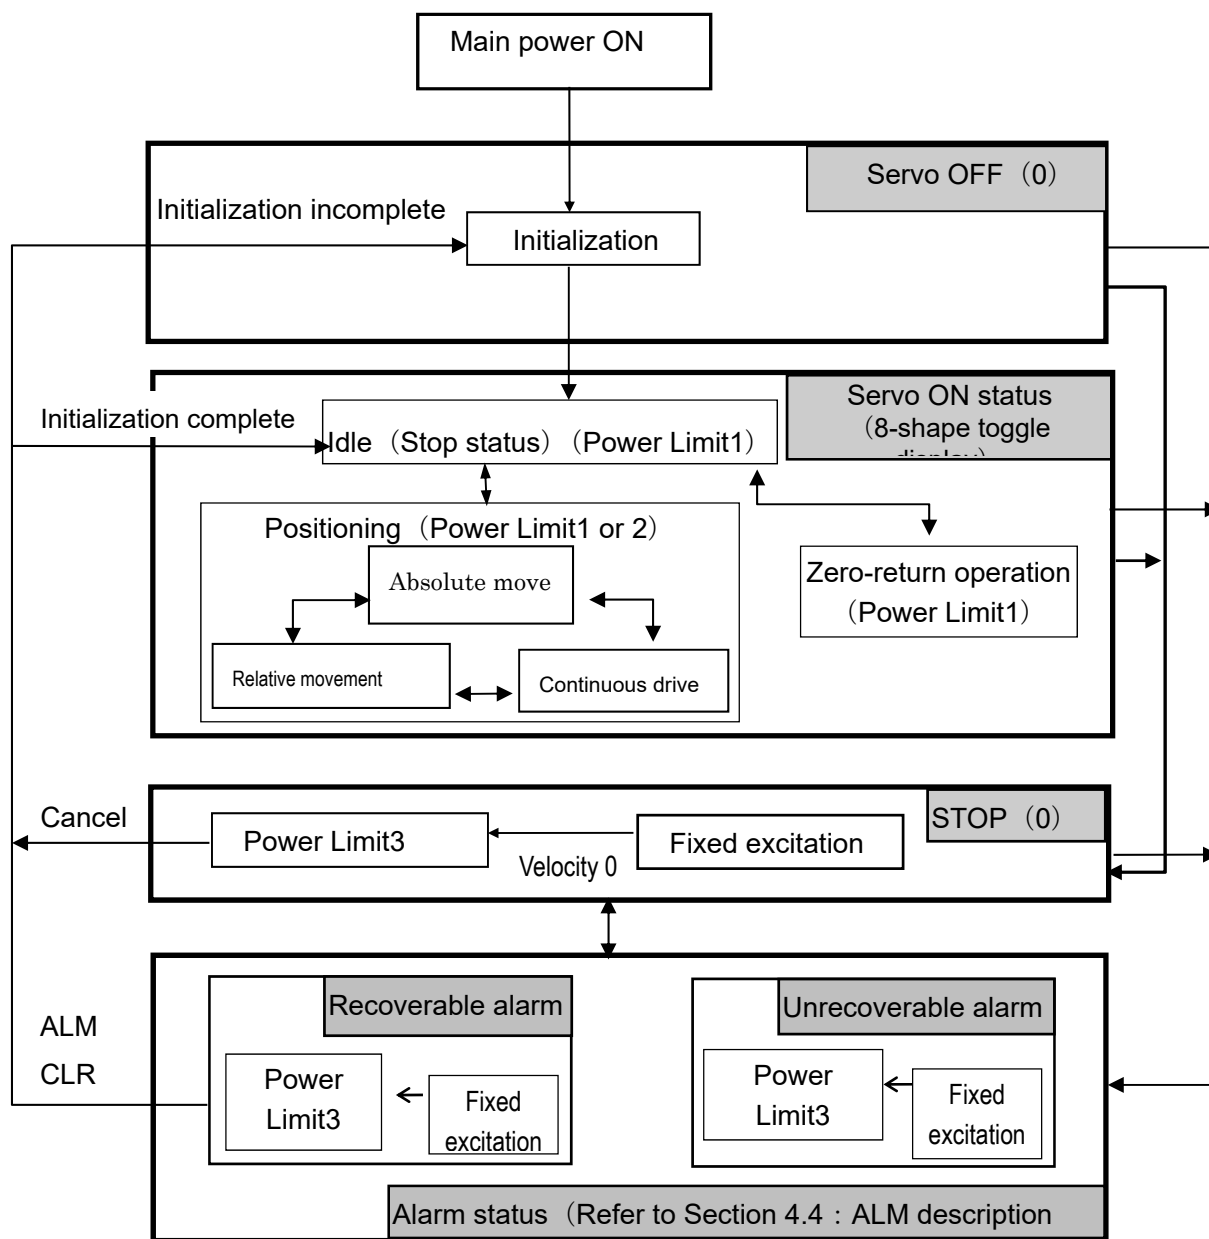 Main power ON
Servo OFF（0）
Initialization incomplete
Initialization
Servo ON status
（8-shape toggle
display）
Initialization complete
Idle（Stop status）（Power Limit1）
Positioning（Power Limit1 or 2）
Absolute move
Zero-return operation
（Power Limit1）
Relative movement
Continuous drive
STOP（0）
Cancel
Power Limit3
Velocity 0
Fixed excitation
Recoverable alarm
Unrecoverable alarm
ALM
CLR
Power
Limit3
Fixed
excitation
Power
Limit3
Fixed
excitation
Alarm status（Refer to Section 4.4：ALM description